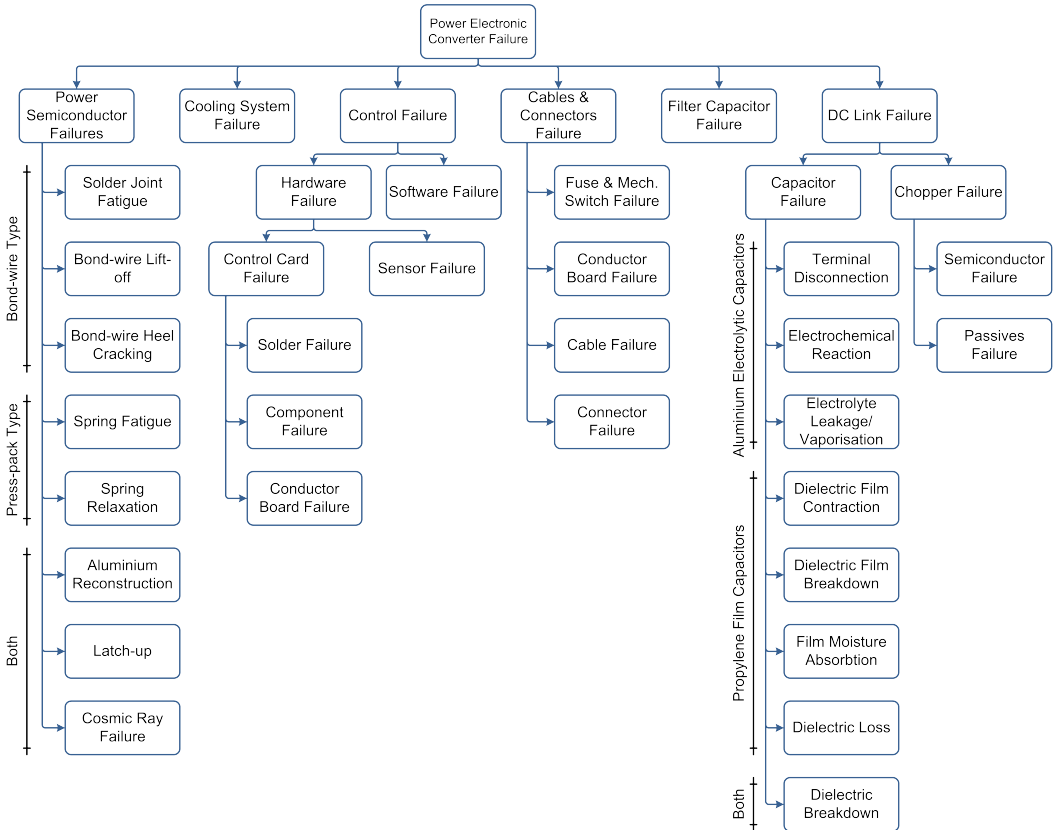 Power Electronic
Converter Failure
Power
Semiconductor
Failures
Cooling System
Failure
Control Failure
Cables &
Connectors
Failure
Filter Capacitor
Failure
DC Link Failure
Bond-wire Type
Solder Joint
Fatigue
Bond-wire Lift-
off
Bond-wire Heel
Cracking
Press-pack Type
Spring Fatigue
Spring
Relaxation
Both
Aluminium
Reconstruction
Latch-up
Cosmic Ray
Failure
Hardware
Failure
Software Failure
Control Card
Failure
Sensor Failure
Solder Failure
Component
Failure
Conductor
Board Failure
Fuse & Mech.
Switch Failure
Conductor
Board Failure
Cable Failure
Connector
Failure
Capacitor
Failure
Chopper Failure
Aluminium Electrolytic Capacitors
Terminal
Disconnection
Electrochemical
Reaction
Electrolyte
Leakage/
Vaporisation
Propylene Film Capacitors
Dielectric Film
Contraction
Dielectric Film
Breakdown
Film Moisture
Absorbtion
Dielectric Loss
Both
Dielectric
Breakdown
Semiconductor
Failure
Passives
Failure